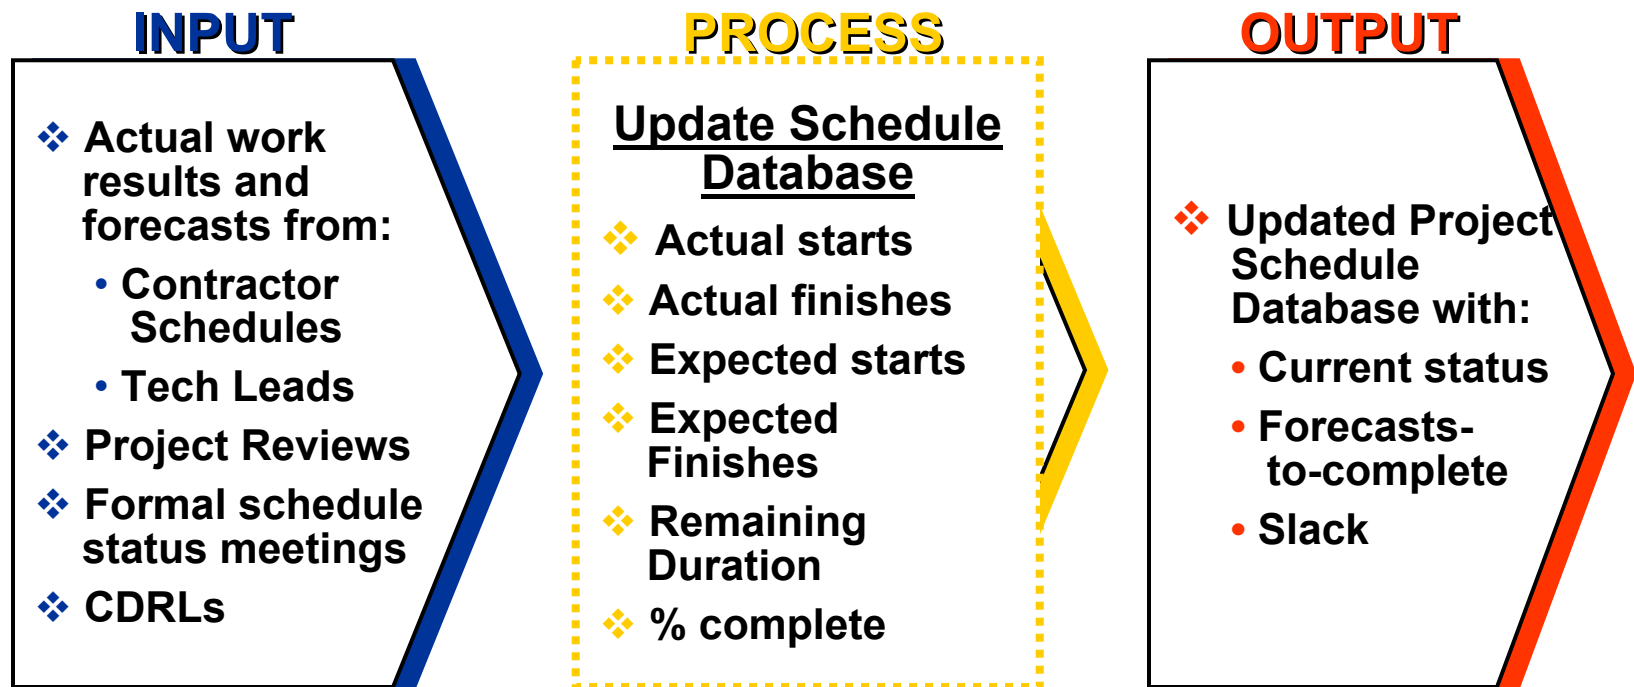 INPUT
❖ Actual work
results and
forecasts from:
• Contractor
Schedules
• Tech Leads
❖ Project Reviews
❖ Formal schedule
status meetings
❖ CDRLs
PROCESS
Update Schedule
Database
❖ Actual starts
❖ Actual finishes
❖ Expected starts
❖ Expected
Finishes
❖ Remaining
Duration
❖ % complete
OUTPUT
❖ Updated Project
Schedule
Database with:
• Current status
• Forecasts-
to-complete
• Slack